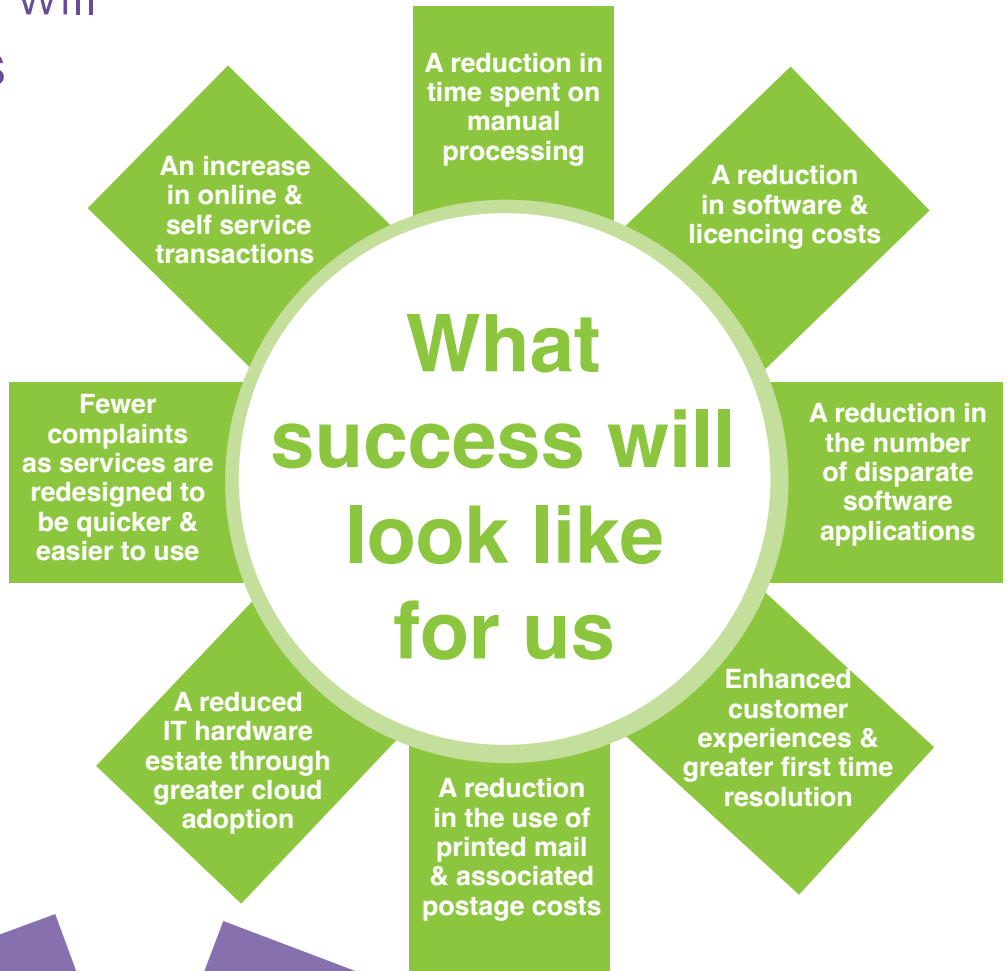 will
s
A reduction in
time spent on
manual
processing
A reduction
in software &
licencing costs
A reduction in
the number
of disparate
software
applications
Enhanced
customer
experiences &
greater first time
resolution
A reduction
in the use of
printed mail
& associated
postage costs
A reduced
IT hardware
estate through
greater cloud
adoption
Fewer
complaints
as services are
redesigned to
be quicker &
easier to use
An increase
in online &
self service
transactions
What
success will
look like
for us